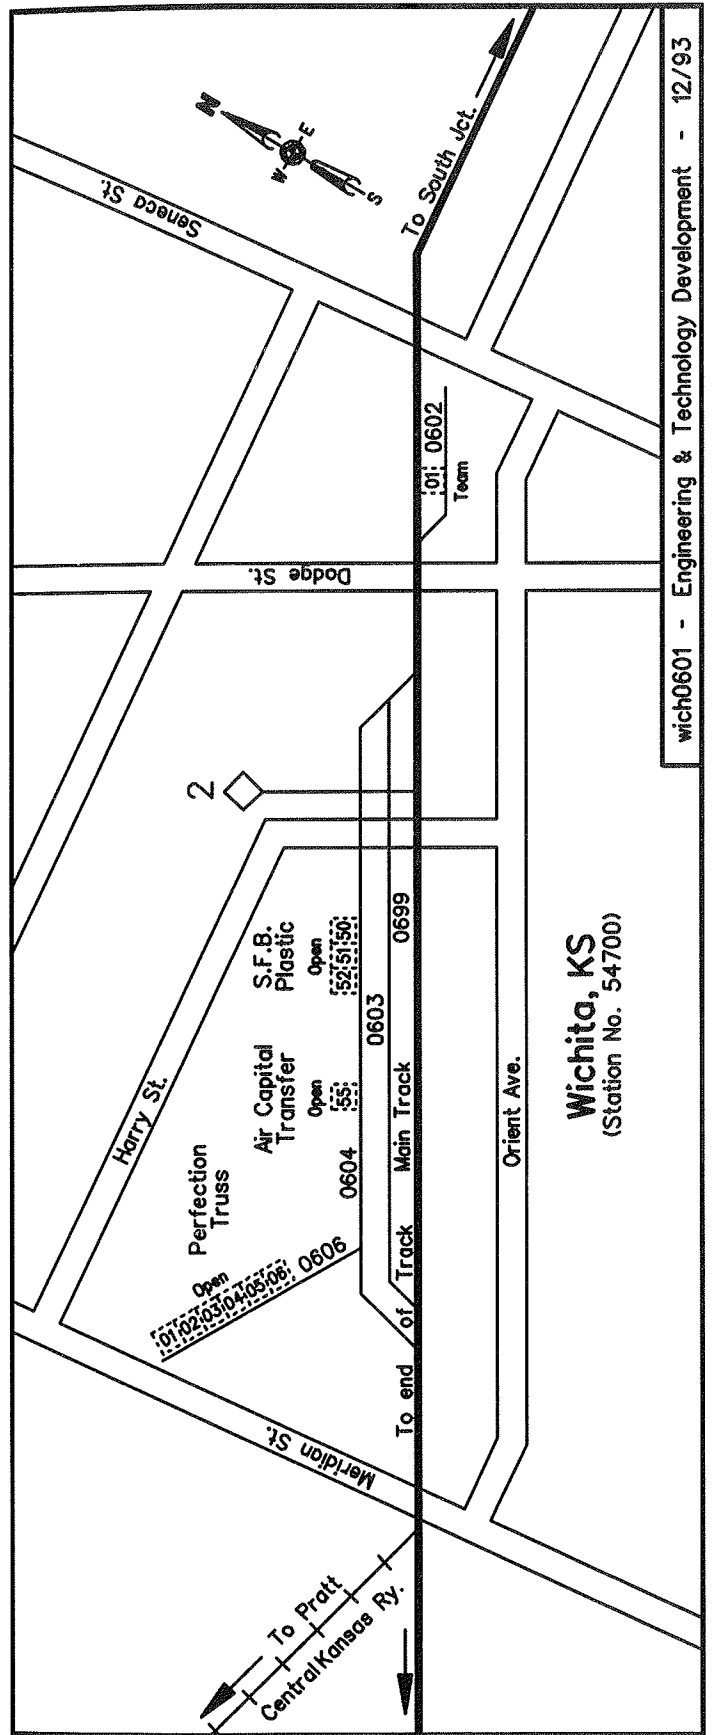 To Pratt
Central Kansas Ry.
Meridian St.
To end of Track
Main Track
0699
Open
01 02 03 04 05 06
0606
Perfection
Truss
Harry St.
0604
Air Capital
Transfer
Open
55
0603
S.F.B.
Plastic
Open
52 51 50
2
Orient Ave.
Wichita, KS
(Station No. 54700)
Dodge St.
01 0602
Team
Seneca St.
To South Jct.
N
E
W
S
wich0601 - Engineering & Technology Development - 12/93